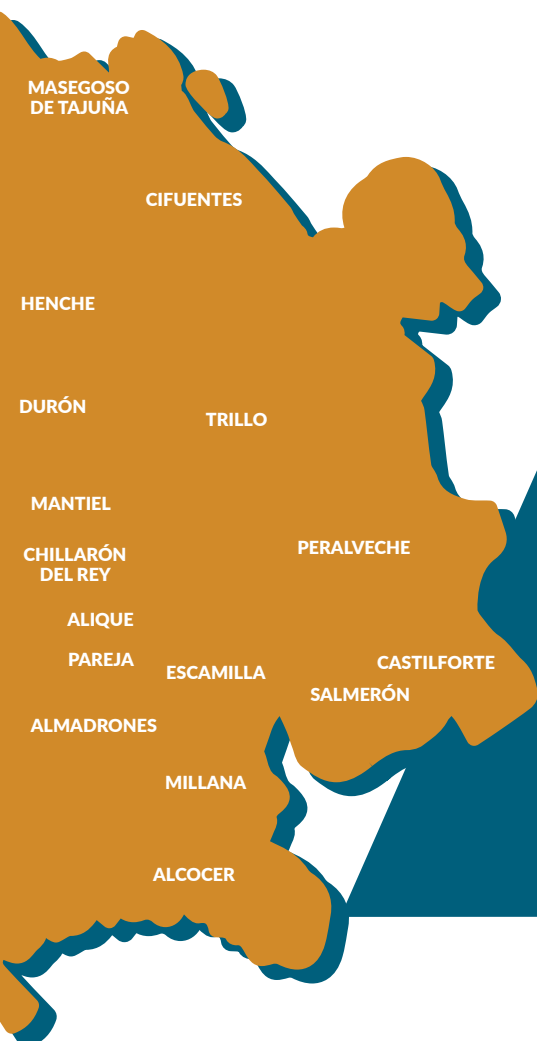 MASEGOSO
DE TAJUÑA
CIFUENTES
HENCHE
DURÓN
TRILLO
MANTIEL
PERALVECHE
CHILLARÓN
DEL REY
ALIQUE
PAREJA
ESCAMILLA
CASTILFORTE
SALMERÓN
ALMADRONES
MILLANA
ALCOCER